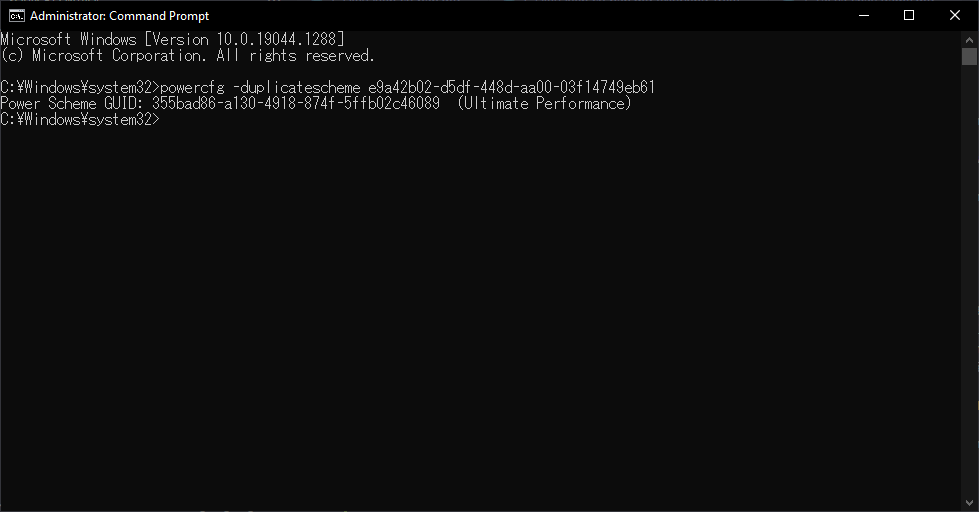 Administrator: Command Prompt
Microsoft Windows [Version 10.0.19044.1288]
(c) Microsoft Corporation. All rights reserved.
C:¥Windows¥system32>powercfg -duplicatescheme e9a42b02-d5df-448d-aa00-03f14749eb61
Power Scheme GUID: 355bad86-a130-4918-874f-5ffb02c46089  (Ultimate Performance)
C:¥Windows¥system32>